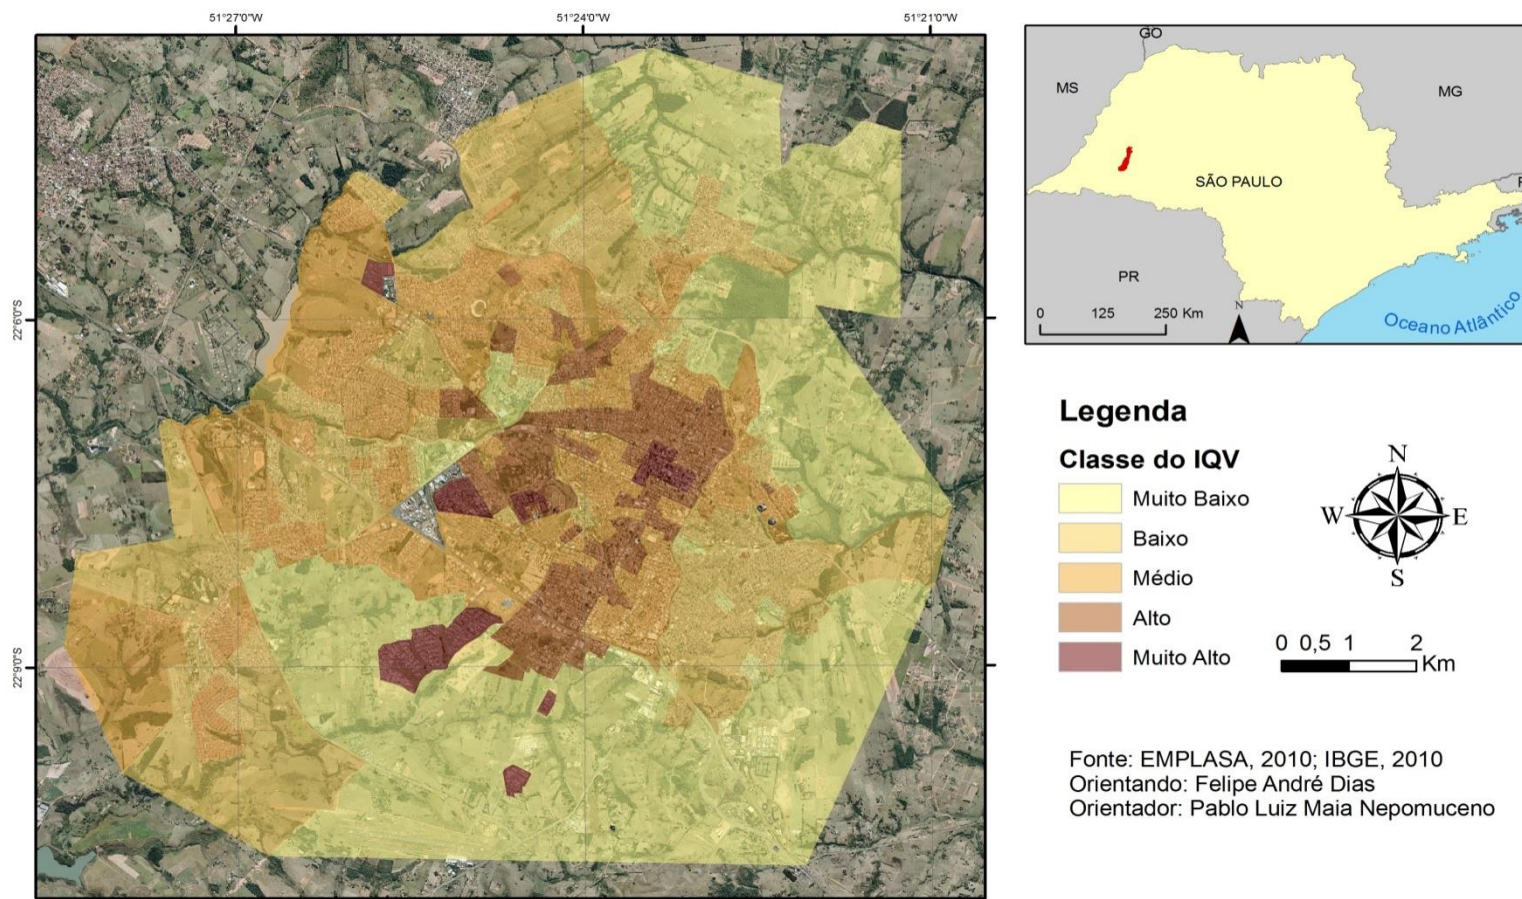 51°27'0"W
51°24'0"W
51°21'0"W
22°6'0"S
22°9'0"S
GO
MS
MG
SÃO PAULO
PR
N
0 125 250 Km
Oceano Atlântico
Legenda
Classe do IQV
Muito Baixo
Baixo
Médio
Alto
Muito Alto
N
W E
S
0 0,5 1 2
Km
Fonte: EMPLASA, 2010; IBGE, 2010
Orientando: Felipe André Dias
Orientador: Pablo Luiz Maia Nepomuceno